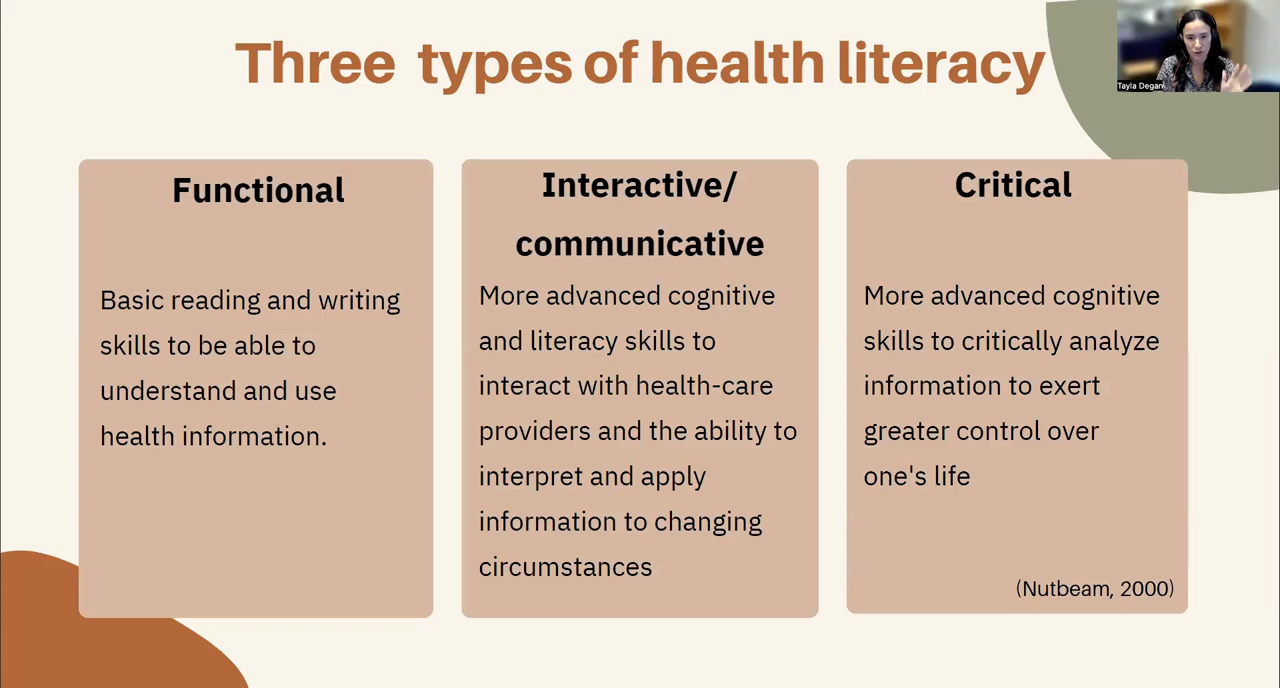 Three types of health literacy
Tayla Degan
Functional
Basic reading and writing
skills to be able to
understand and use
health information.
Interactive/
communicative
More advanced cognitive
and literacy skills to
interact with health-care
providers and the ability to
interpret and apply
information to changing
circumstances
Critical
More advanced cognitive
skills to critically analyze
information to exert
greater control over
one's life
(Nutbeam, 2000)